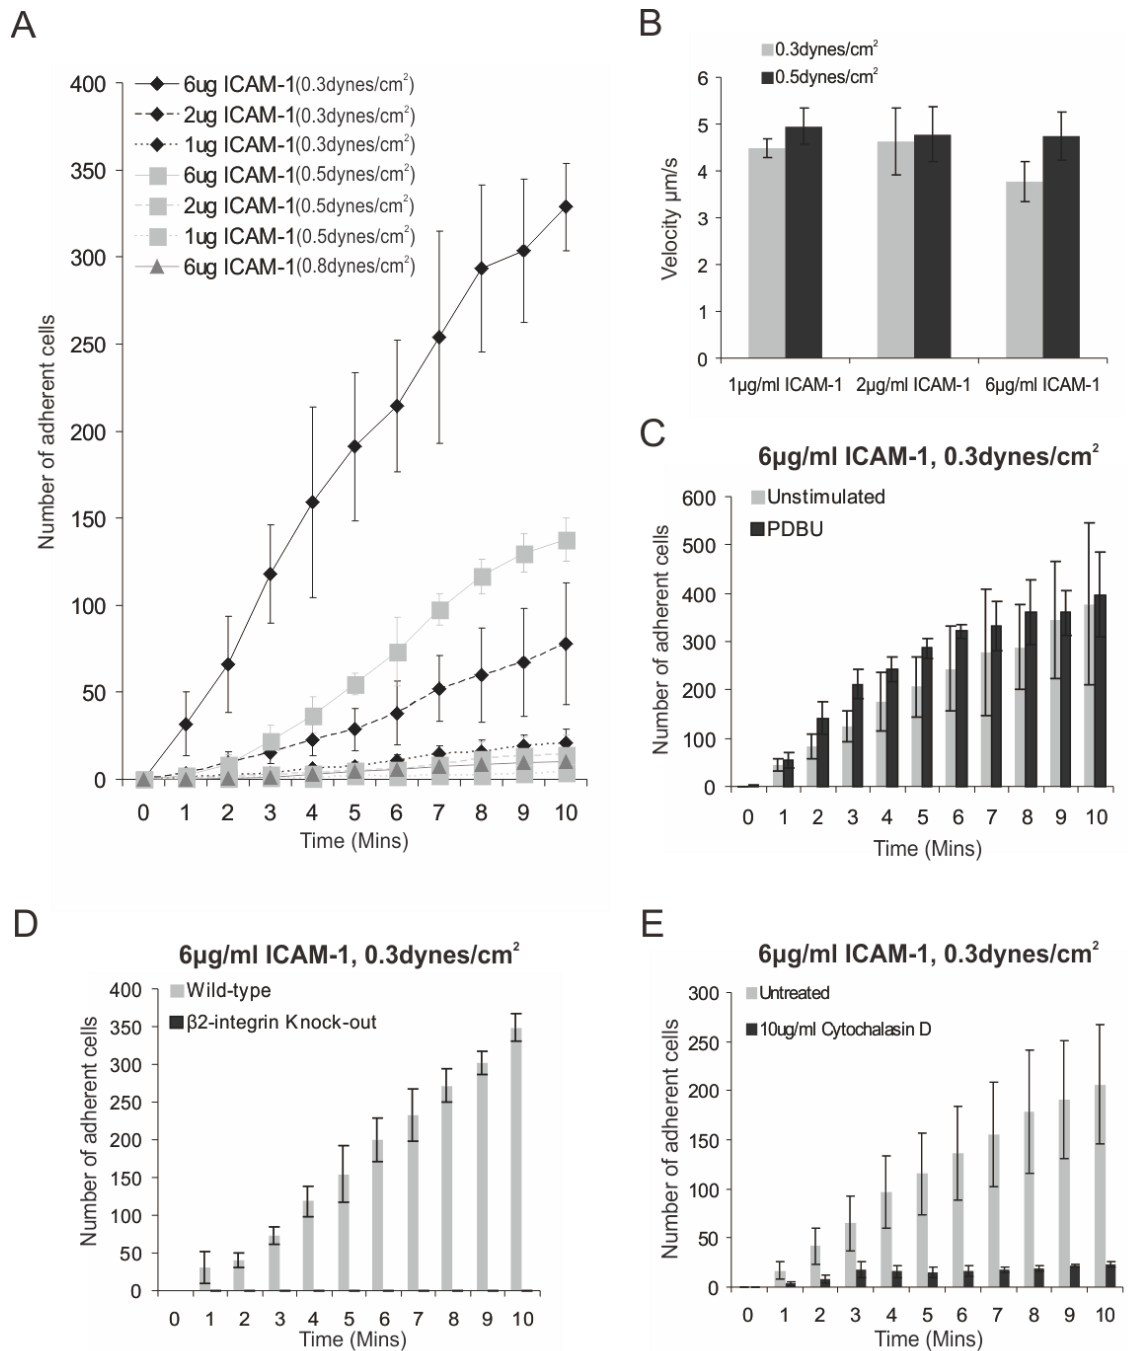 A
400
350
300
250
200
150
100
50
0
Number of adherent cells
6ug ICAM-1(0.3dynes/cm²)
2ug ICAM-1(0.3dynes/cm²)
1ug ICAM-1(0.3dynes/cm²)
6ug ICAM-1(0.5dynes/cm²)
2ug ICAM-1(0.5dynes/cm²)
1ug ICAM-1(0.5dynes/cm²)
6ug ICAM-1(0.8dynes/cm²)
0 1 2 3 4 5 6 7 8 9 10
Time (Mins)
B
0.3dynes/cm²
0.5dynes/cm²
6
5
4
3
2
1
0
Velocity µm/s
1µg/ml ICAM-1 2µg/ml ICAM-1 6µg/ml ICAM-1
C
6µg/ml ICAM-1, 0.3dynes/cm²
Unstimulated
PDBU
600
500
400
300
200
100
0
Number of adherent cells
0 1 2 3 4 5 6 7 8 9 10
Time (Mins)
D
6µg/ml ICAM-1, 0.3dynes/cm²
Wild-type
β2-integrin Knock-out
400
350
300
250
200
150
100
50
0
Number of adherent cells
0 1 2 3 4 5 6 7 8 9 10
Time (Mins)
E
6µg/ml ICAM-1, 0.3dynes/cm²
Untreated
10ug/ml Cytochalasin D
300
250
200
150
100
50
0
Number of adherent cells
0 1 2 3 4 5 6 7 8 9 10
Time (Mins)